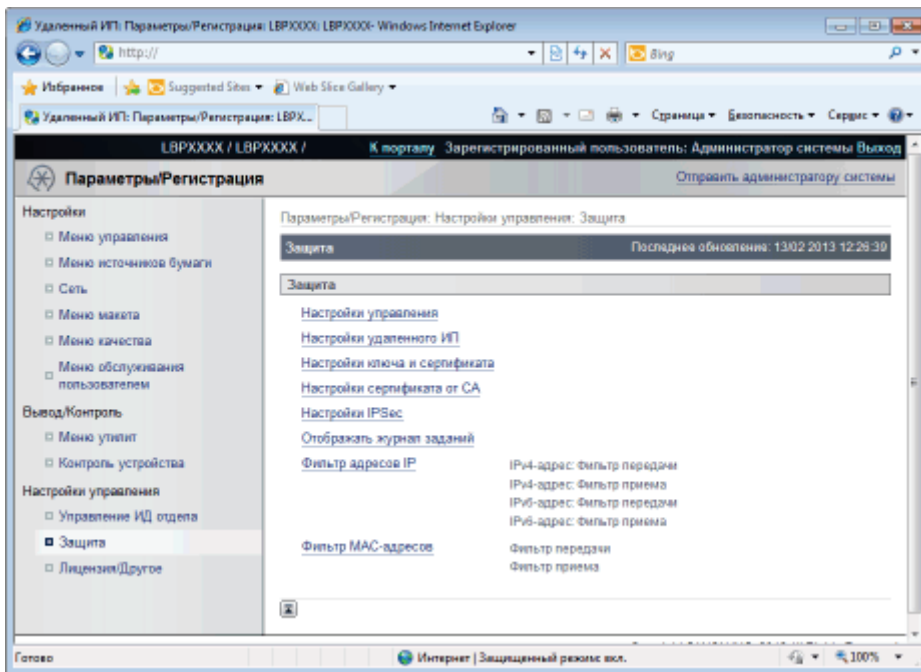 Удаленный ИП: Параметры/Регистрация: LBPXXXX: LBPXXXX- Windows Internet Explorer
http://
Bing
Избранное Suggested Sites Web Slice Gallery
Удаленный ИП: Параметры/Регистрация: LBPX... Страница Безопасность Сервис
LBPXXXX / LBPXXXX / К порталу Зарегистрированный пользователь: Администратор системы Выход
Параметры/Регистрация Отправить администратору системы
Настройки
Меню управления
Меню источников бумаги
Сеть
Меню макета
Меню качества
Меню обслуживания
пользователем
Вывод/Контроль
Меню утилит
Контроль устройства
Настройки управления
Управление ИД отдела
Защита
Лицензия/Другое
Параметры/Регистрация: Настройки управления: Защита
Защита Последнее обновление: 13/02 2013 12:26:39
Защита
Настройки управления
Настройки удаленного ИП
Настройки ключа и сертификата
Настройки сертификата от CA
Настройки IPSec
Отображать журнал заданий
Фильтр адресов IP IPv4-адрес: Фильтр передачи
IPv4-адрес: Фильтр приема
IPv6-адрес: Фильтр передачи
IPv6-адрес: Фильтр приема
Фильтр MAC-адресов Фильтр передачи
Фильтр приема
Готово Интернет | Защищенный режим: вкл. 100%